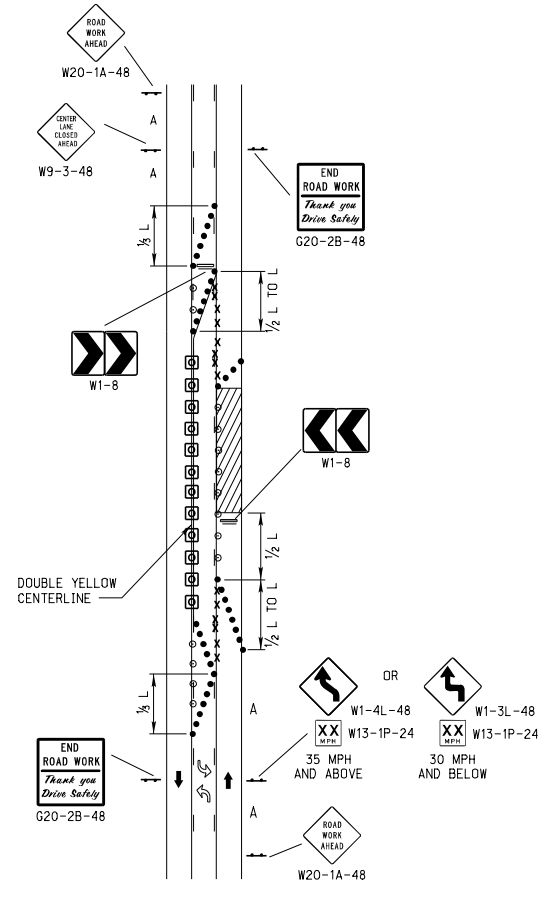 ROAD
WORK
AHEAD
W20-1A-48
A
CENTER
LANE
CLOSED
AHEAD
W9-3-48
A
END
ROAD WORK
Thank you
Drive Safely
G20-2B-48
⅓ L
½ L TO L
W1-8
W1-8
½ L
DOUBLE YELLOW
CENTERLINE
½ L TO L
⅓ L
A
OR
W1-4L-48
W1-3L-48
XX
MPH
W13-1P-24
XX
MPH
W13-1P-24
35 MPH
AND ABOVE
30 MPH
AND BELOW
END
ROAD WORK
Thank you
Drive Safely
G20-2B-48
A
ROAD
WORK
AHEAD
W20-1A-48